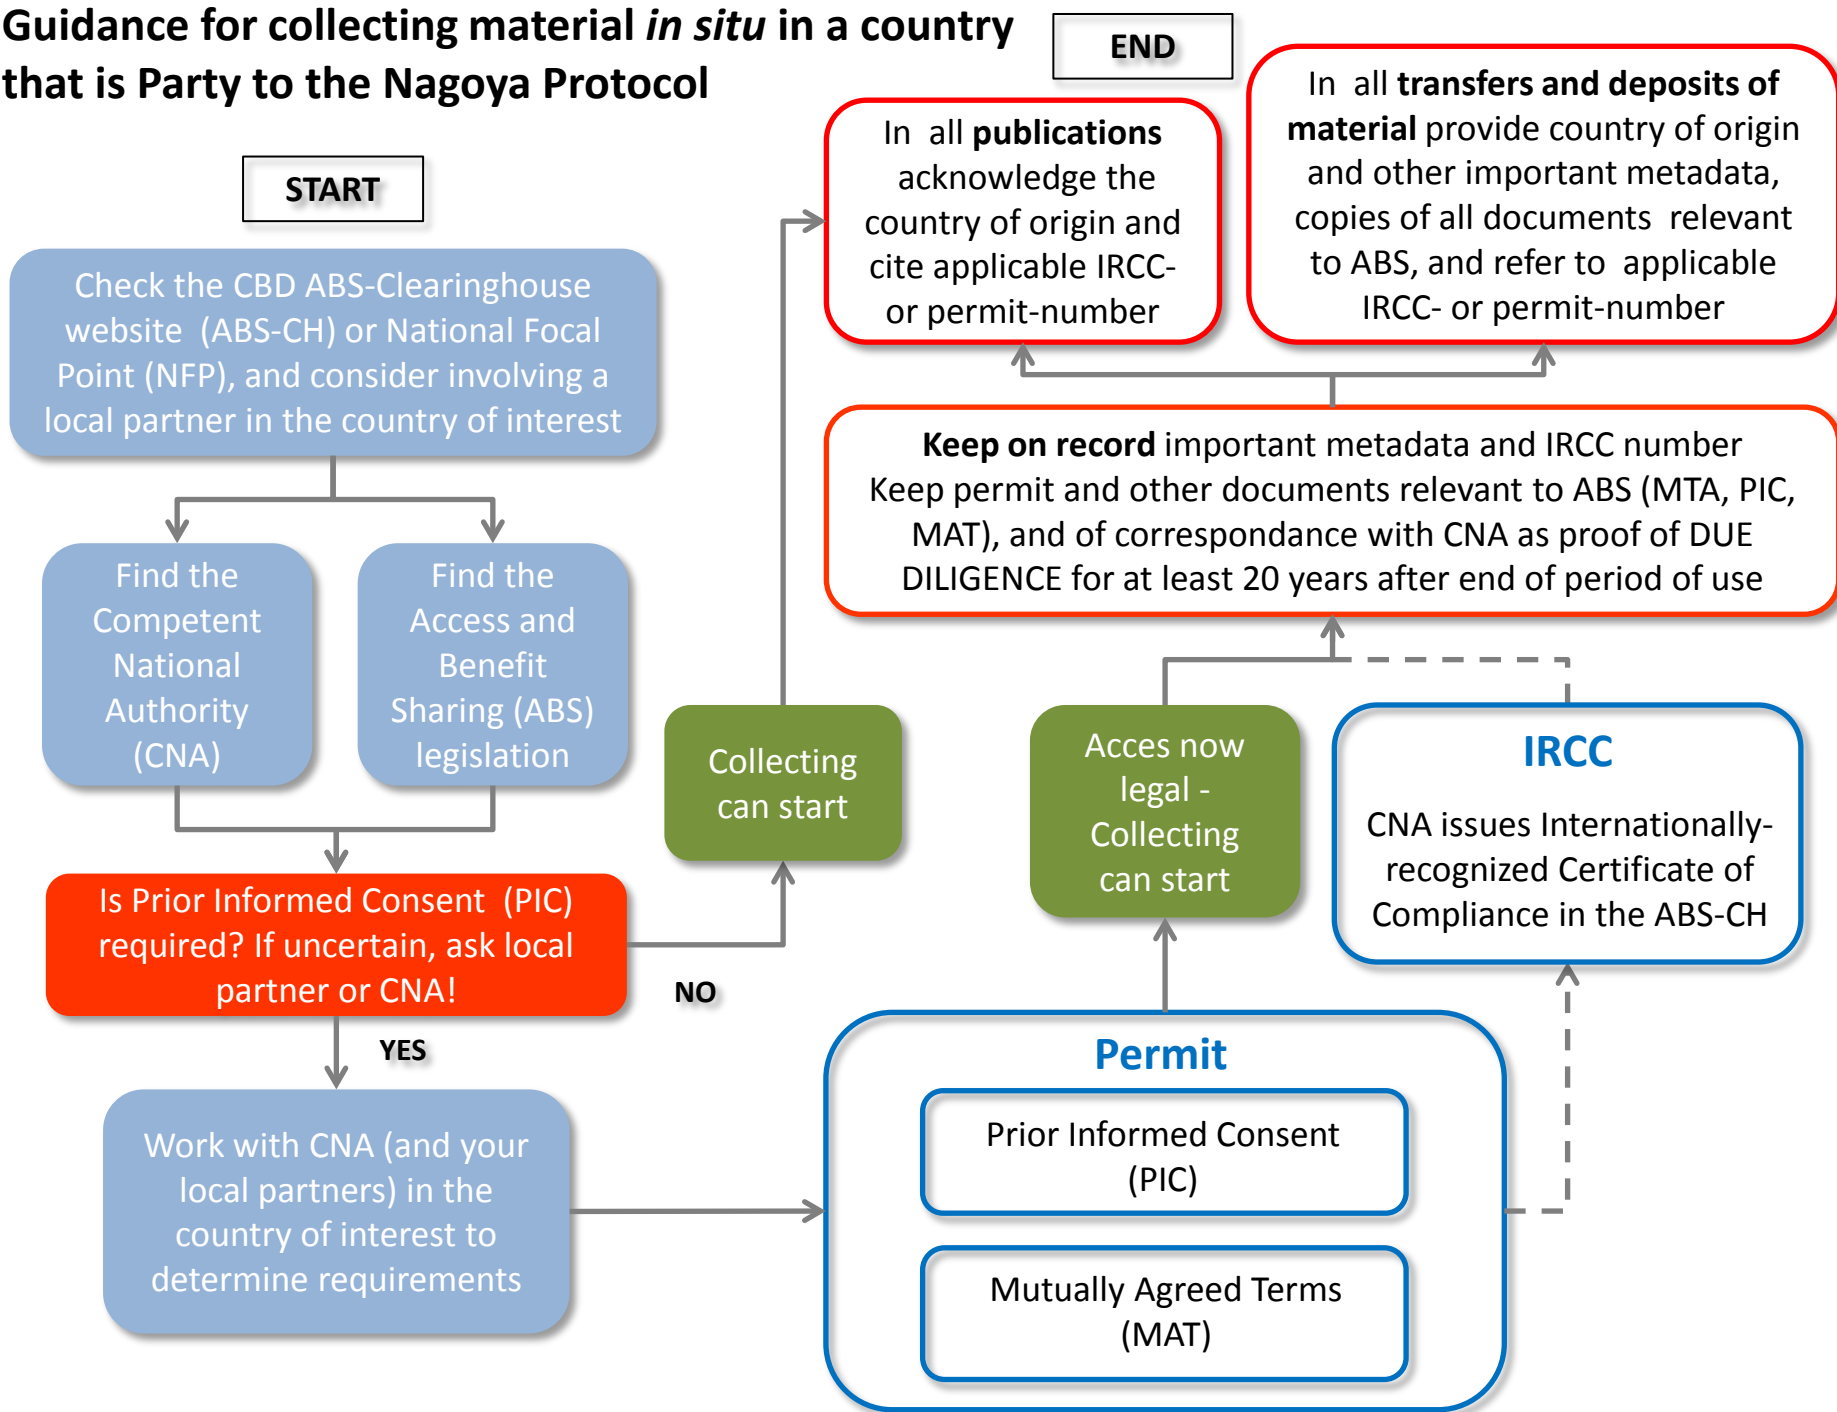 Guidance for collecting material in situ in a country
that is Party to the Nagoya Protocol
START
Check the CBD ABS-Clearinghouse
website (ABS-CH) or National Focal
Point (NFP), and consider involving a
local partner in the country of interest
Find the
Competent
National
Authority
(CNA)
Find the
Access and
Benefit
Sharing (ABS)
legislation
Is Prior Informed Consent (PIC)
required? If uncertain, ask local
partner or CNA!
NO
YES
Work with CNA (and your
local partners) in the
country of interest to
determine requirements
Collecting
can start
Permit
Prior Informed Consent
(PIC)
Mutually Agreed Terms
(MAT)
Acces now
legal -
Collecting
can start
IRCC
CNA issues Internationally-
recognized Certificate of
Compliance in the ABS-CH
Keep on record important metadata and IRCC number
Keep permit and other documents relevant to ABS (MTA, PIC,
MAT), and of correspondance with CNA as proof of DUE
DILIGENCE for at least 20 years after end of period of use
In all publications
acknowledge the
country of origin and
cite applicable IRCC-
or permit-number
In all transfers and deposits of
material provide country of origin
and other important metadata,
copies of all documents relevant
to ABS, and refer to applicable
IRCC- or permit-number
END